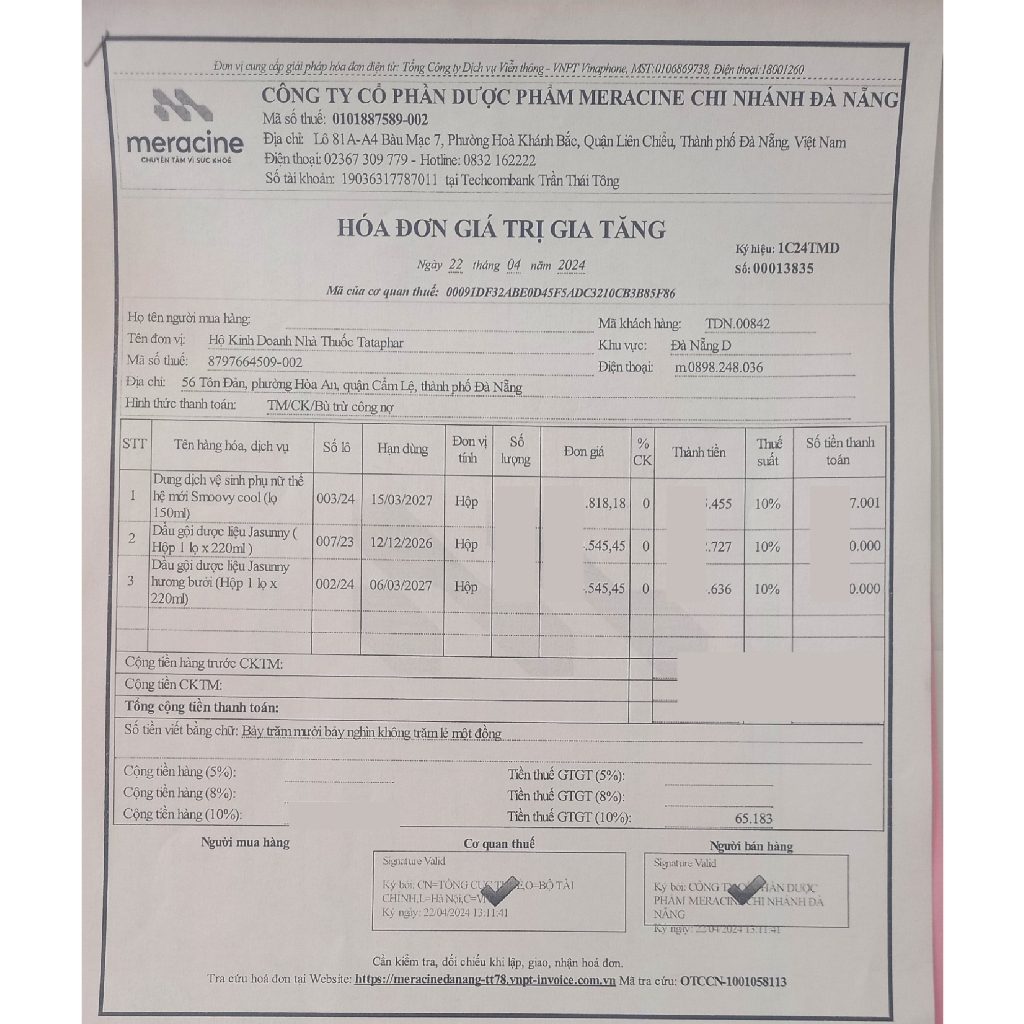 Đơn vị cung cấp giải pháp hóa đơn điện tử: Tổng Công ty Dịch vụ Viễn thông - VNPT Vinaphone, MST:0106869738, Điện thoại:18001260
meracine
CHUYÊN TÂM VÌ SỨC KHOẺ
CÔNG TY CỔ PHẦN DƯỢC PHẨM MERACINE CHI NHÁNH ĐÀ NẴNG
Mã số thuế: 0101887589-002
Địa chỉ: Lô 81A-A4 Bàu Mạc 7, Phường Hoà Khánh Bắc, Quận Liên Chiểu, Thành phố Đà Nẵng, Việt Nam
Điện thoại: 02367 309 779 - Hotline: 0832 162222
Số tài khoản: 19036317787011 tại Techcombank Trần Thái Tông
HÓA ĐƠN GIÁ TRỊ GIA TĂNG
Ngày 22 tháng 04 năm 2024
Ký hiệu: 1C24TMD
Số: 00013835
Mã của cơ quan thuế: 00091DF32ABE0D45F5ADC3210CB3B85F86
Họ tên người mua hàng:
Mã khách hàng: TDN.00842
Tên đơn vị: Hộ Kinh Doanh Nhà Thuốc Tataphar
Khu vực: Đà Nẵng D
Mã số thuế: 8797664509-002
Điện thoại: m.0898.248.036
Địa chỉ: 56 Tôn Đản, phường Hòa An, quận Cẩm Lệ, thành phố Đà Nẵng
Hình thức thanh toán: TM/CK/Bù trừ công nợ
STT Tên hàng hóa, dịch vụ Số lô Hạn dùng Đơn vị tính Số lượng Đơn giá % CK Thành tiền Thuế suất Số tiền thanh toán
1 Dung dịch vệ sinh phụ nữ thế hệ mới Smoovy cool (lọ 150ml) 003/24 15/03/2027 Hộp .818,18 0 .455 10% 7.001
2 Dầu gội dược liệu Jasunny ( Hộp 1 lọ x 220ml ) 007/23 12/12/2026 Hộp .545,45 0 .727 10% 0.000
3 Dầu gội dược liệu Jasunny hương bưởi (Hộp 1 lọ x 220ml) 002/24 06/03/2027 Hộp .545,45 0 .636 10% 0.000
Cộng tiền hàng trước CKTM:
Cộng tiền CKTM:
Tổng cộng tiền thanh toán:
Số tiền viết bằng chữ: Bảy trăm mười bảy nghìn không trăm lẻ một đồng
Cộng tiền hàng (5%): Tiền thuế GTGT (5%):
Cộng tiền hàng (8%): Tiền thuế GTGT (8%):
Cộng tiền hàng (10%): Tiền thuế GTGT (10%): 65.183
Người mua hàng
Cơ quan thuế
Người bán hàng
Signature Valid
Ký bởi: CN=TỔNG CỤC
CHÍNH,L=Hà Nội,C=VN
Ký ngày: 22/04/2024 13:11:41
Signature Valid
Ký bởi: CÔNG TY CỔ PHẦN DƯỢC
PHẨM MERACINE CHI NHÁNH ĐÀ
NẴNG
Ký ngày: 22/04/2024 13:11:41
Cần kiểm tra, đối chiếu khi lập, giao, nhận hoá đơn.
Tra cứu hoá đơn tại Website: https://meracinedanang-tt78.vnpt-invoice.com.vn Mã tra cứu: OTCCN-1001058113